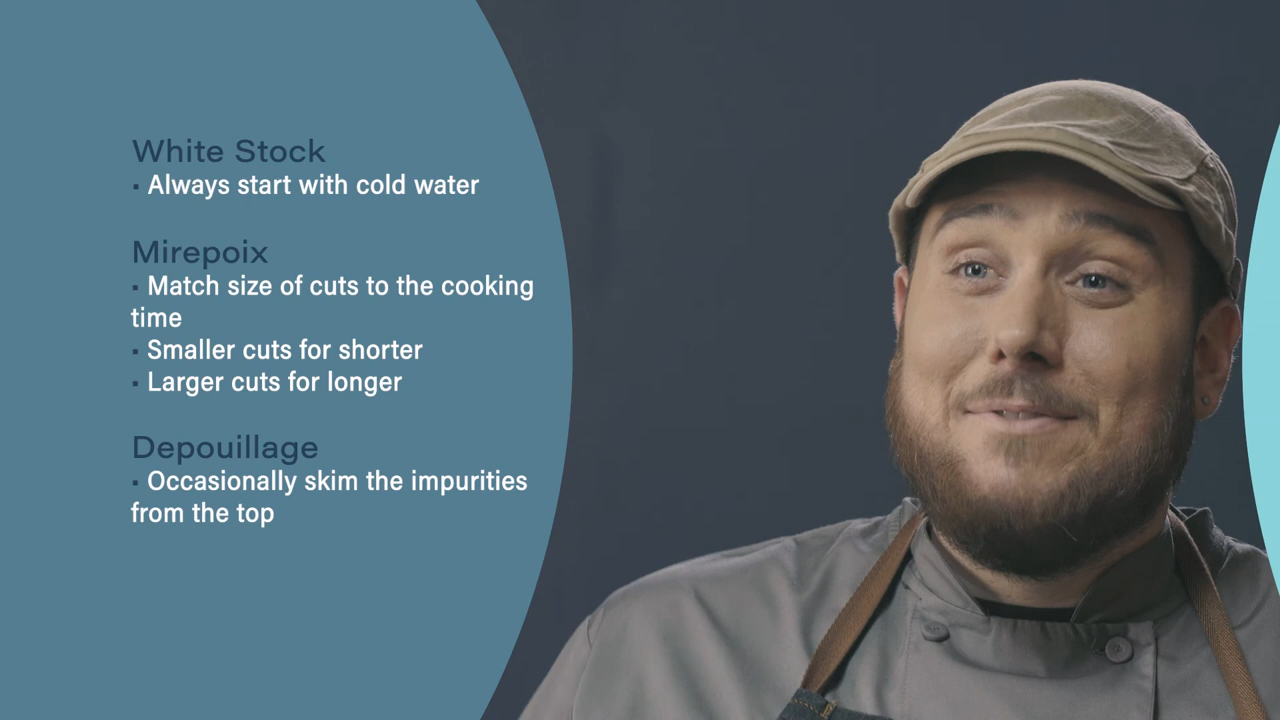 White Stock
▪ Always start with cold water
Mirepoix
▪ Match size of cuts to the cooking
time
▪ Smaller cuts for shorter
▪ Larger cuts for longer
Depouillage
▪ Occasionally skim the impurities
from the top